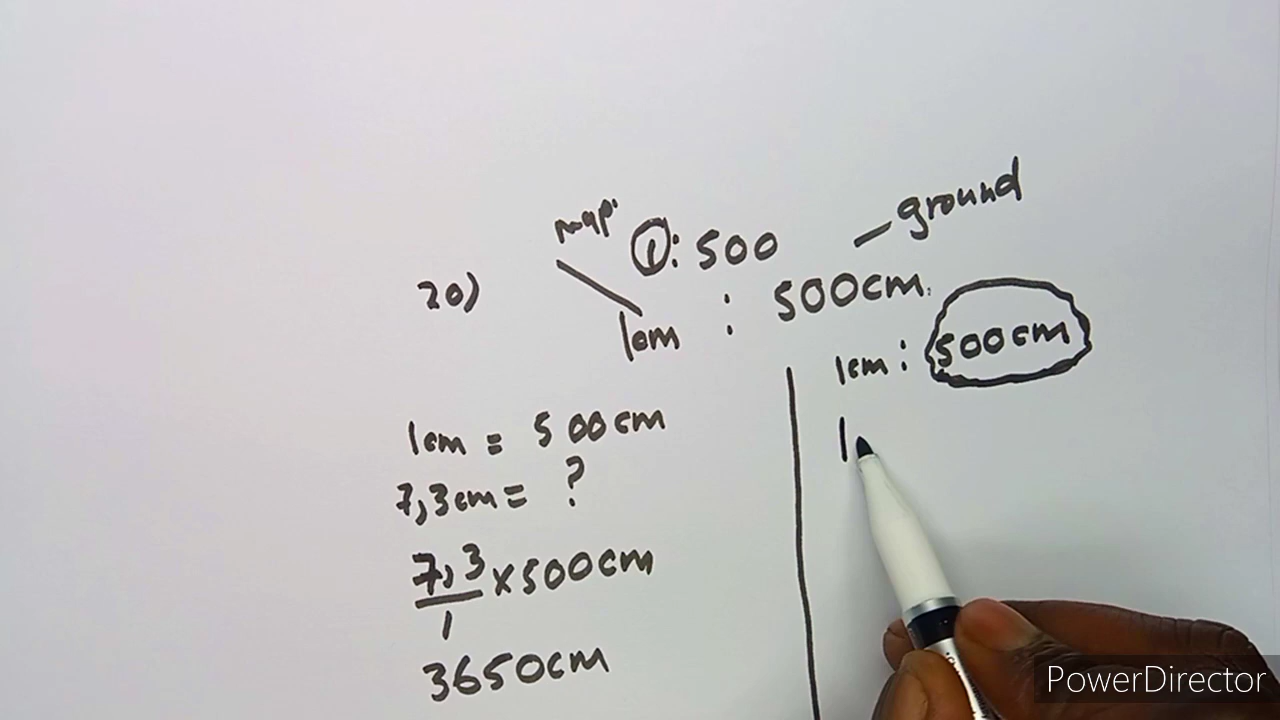 map
ground
20)
1 : 500
1cm : 500cm
1cm = 500cm
7,3cm = ?
7,3/1 x 500cm
3650cm
1cm : 500cm
1
PowerDirector